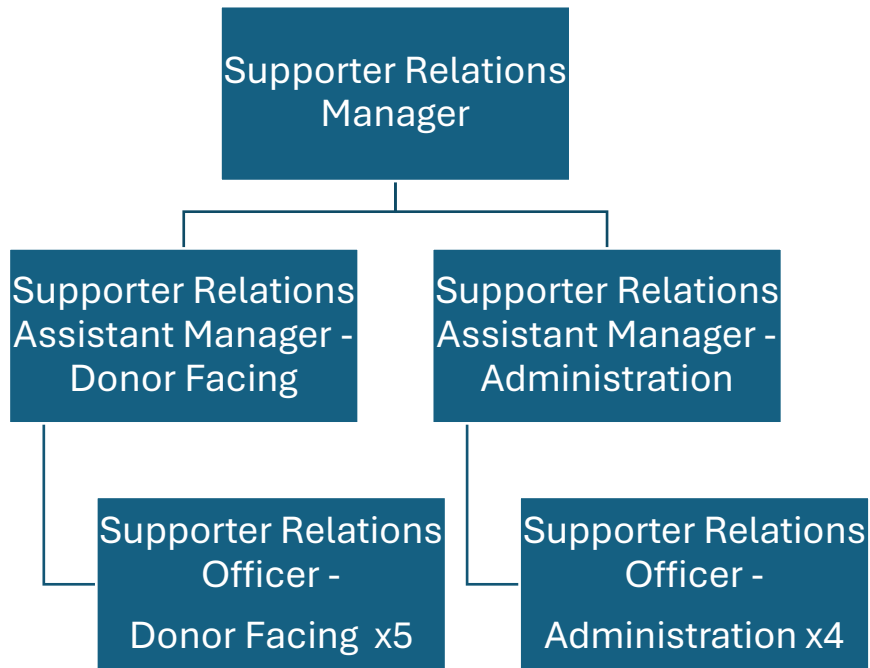 Supporter Relations
Manager
Supporter Relations
Assistant Manager -
Donor Facing
Supporter Relations
Assistant Manager -
Administration
Supporter Relations
Officer -
Donor Facing  x5
Supporter Relations
Officer -
Administration x4